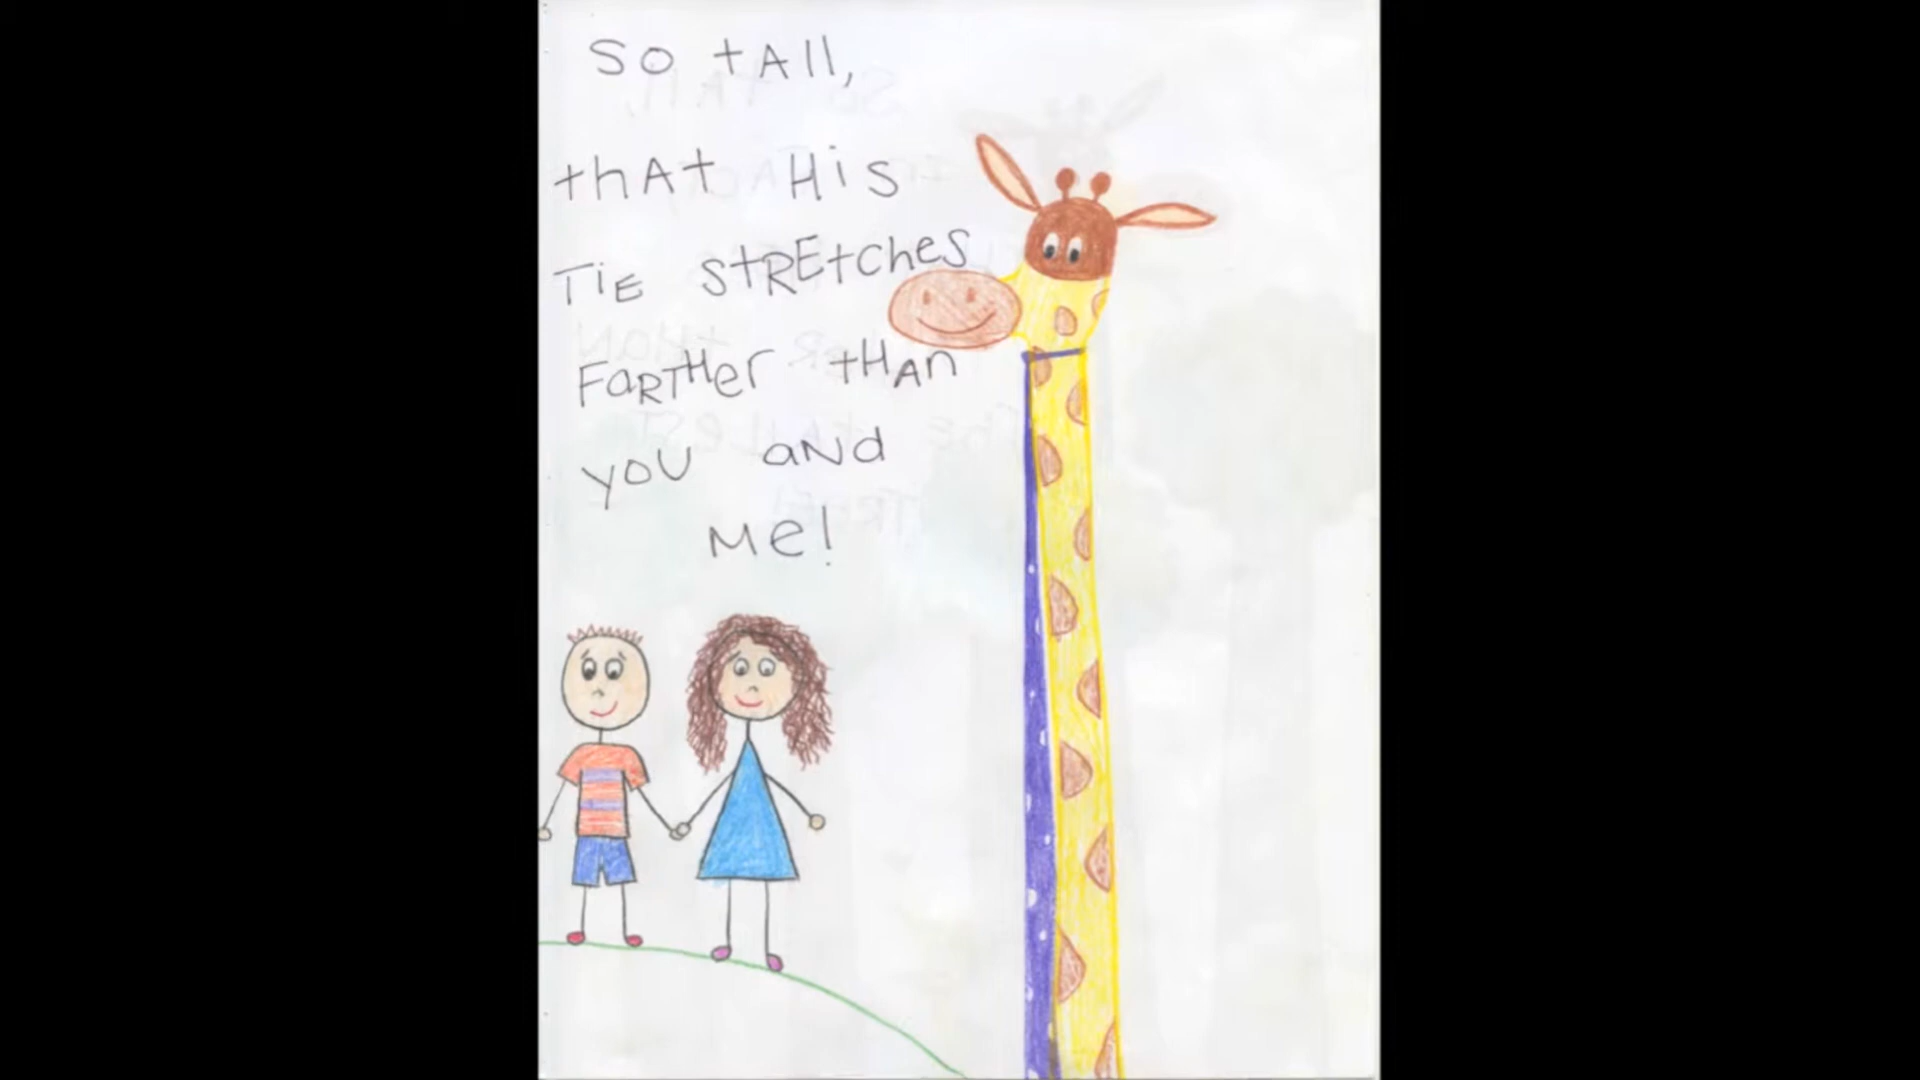 So tAll,
thAt His
TiE StREtches
FaRTHer tHAn
you aNd
Me!